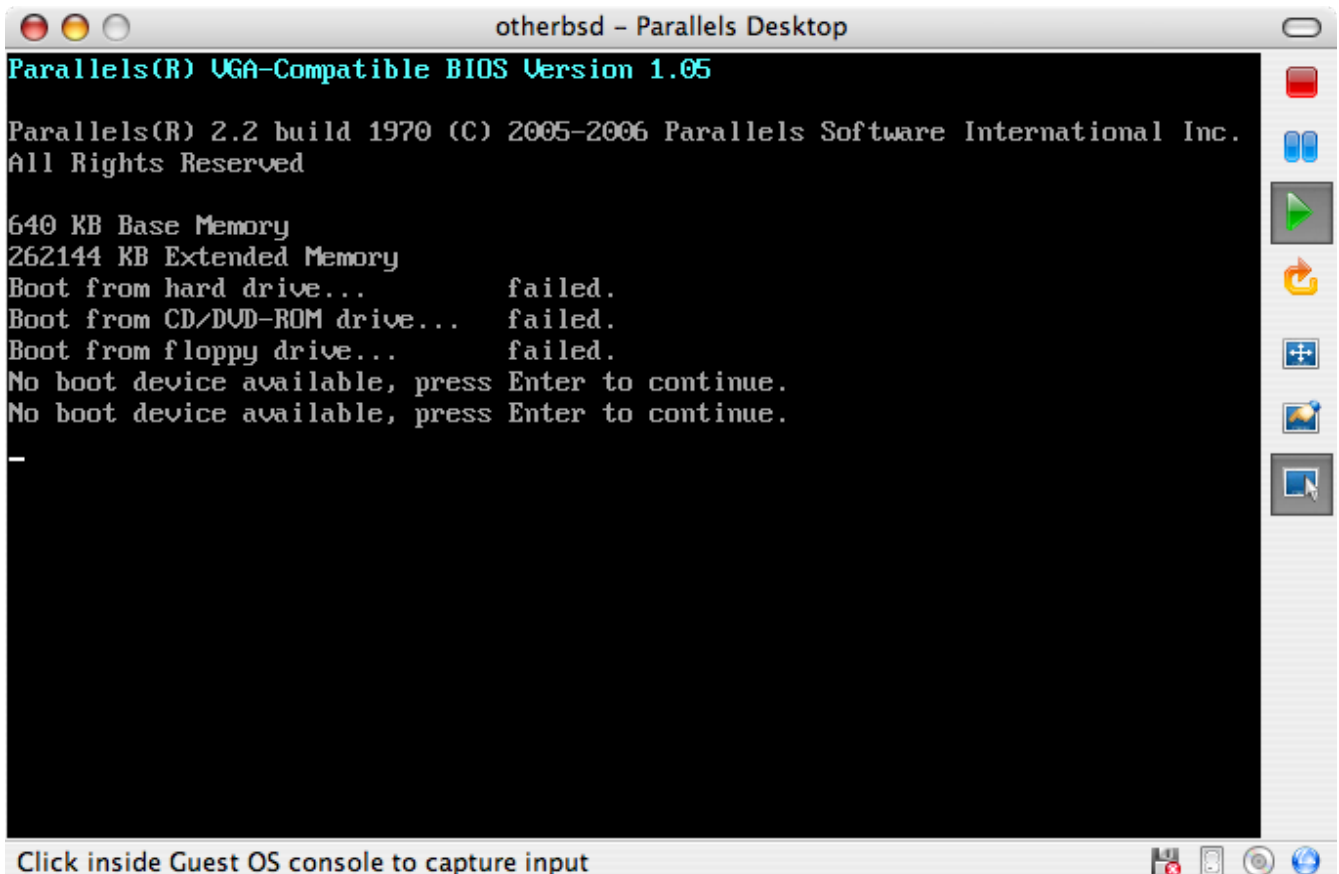 otherbsd – Parallels Desktop
Parallels(R) VGA-Compatible BIOS Version 1.05
Parallels(R) 2.2 build 1970 (C) 2005-2006 Parallels Software International Inc.
All Rights Reserved
640 KB Base Memory
262144 KB Extended Memory
Boot from hard drive... failed.
Boot from CD/DVD-ROM drive... failed.
Boot from floppy drive... failed.
No boot device available, press Enter to continue.
No boot device available, press Enter to continue.
Click inside Guest OS console to capture input